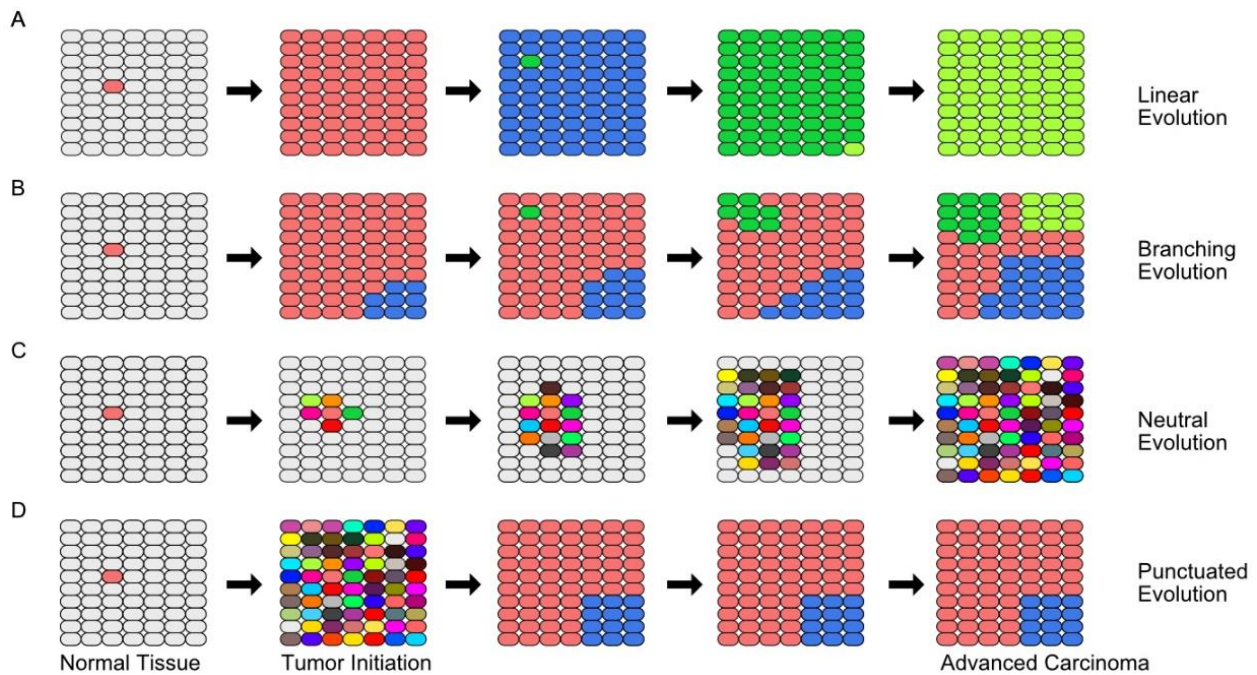 A
Linear
Evolution
B
Branching
Evolution
C
Neutral
Evolution
D
Punctuated
Evolution
Normal Tissue
Tumor Initiation
Advanced Carcinoma